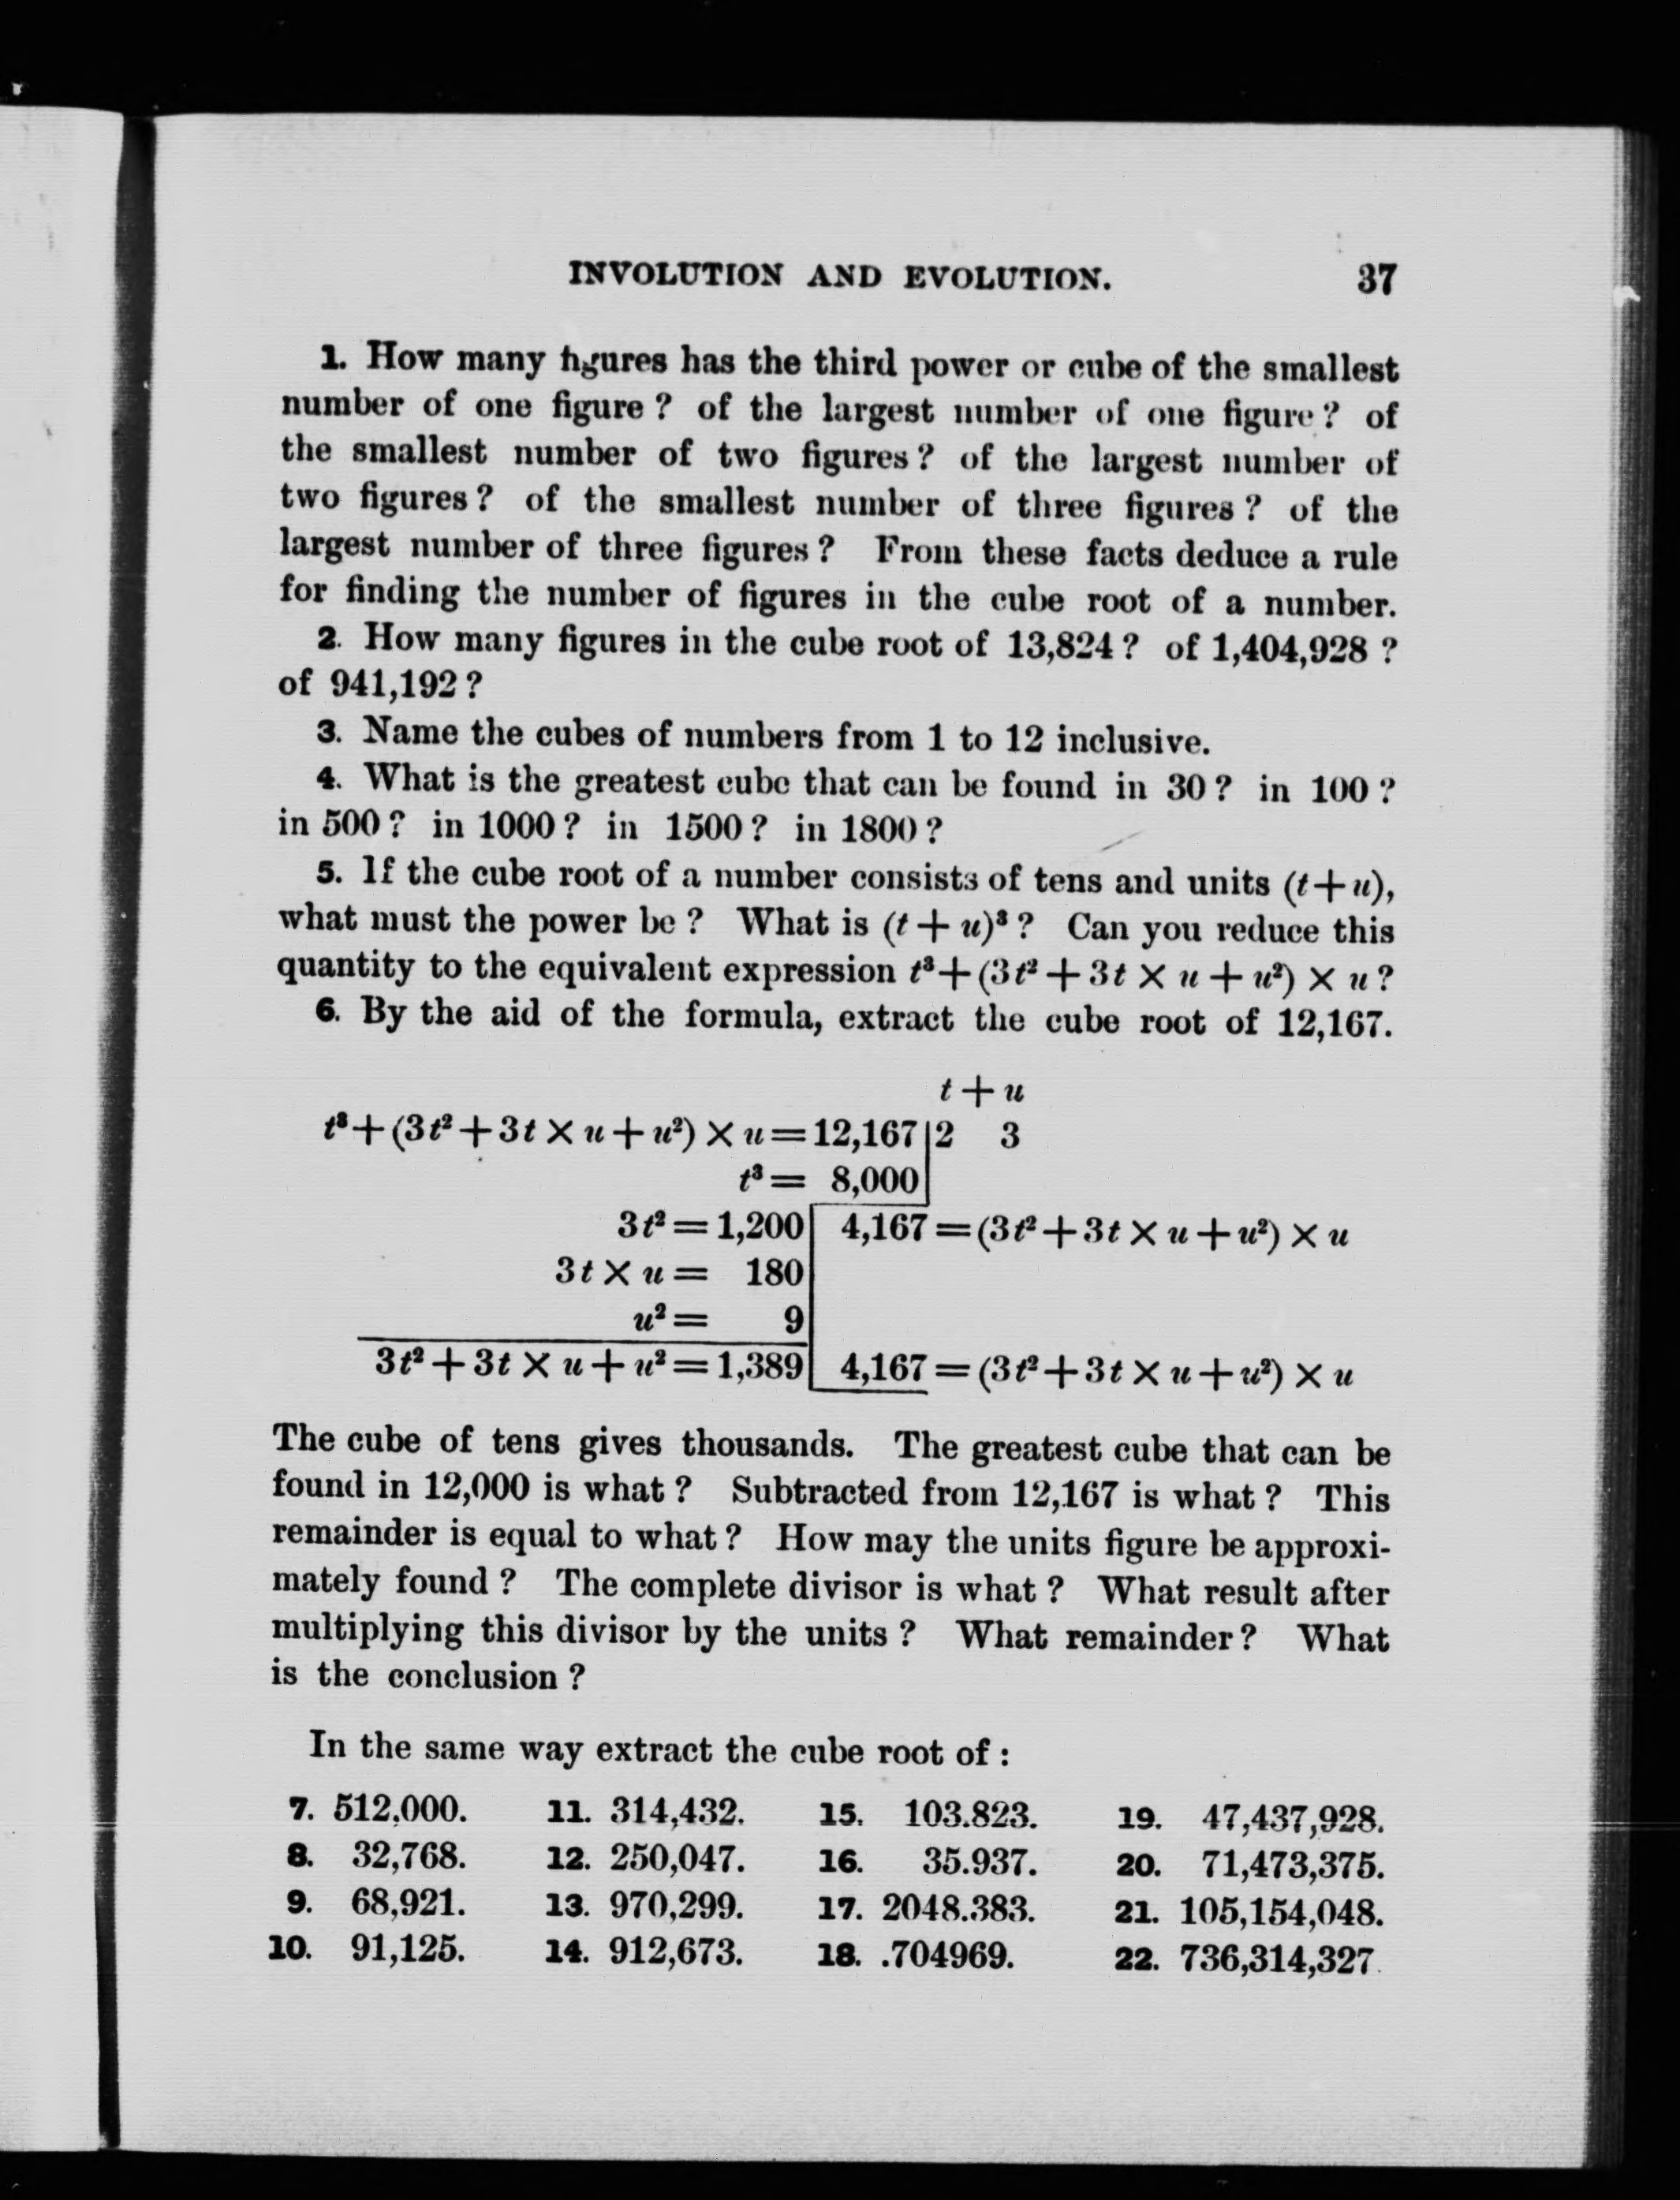 INVOLUTION AND EVOLUTION. 37
1. How many figures has the third power or cube of the smallest
number of one figure? of the largest number of one figure? of
the smallest number of two figures? of the largest number of
two figures? of the smallest number of three figures? of the
largest number of three figures? From these facts deduce a rule
for finding the number of figures in the cube root of a number.
2. How many figures in the cube root of 13,824? of 1,404,928?
of 941,192?
3. Name the cubes of numbers from 1 to 12 inclusive.
4. What is the greatest cube that can be found in 30? in 100?
in 500? in 1000? in 1500? in 1800?
5. If the cube root of a number consists of tens and units (t+u),
what must the power be? What is (t + u)³? Can you reduce this
quantity to the equivalent expression t³+(3t²+3t × u + u²) × u?
6. By the aid of the formula, extract the cube root of 12,167.
t + u
t³+(3t²+3t × u + u²) × u = 12,167|2 3
t³ = 8,000
3t² = 1,200 4,167 = (3t²+3t × u + u²) × u
3t × u = 180
u² = 9
3t²+3t × u + u² = 1,389 4,167 = (3t²+3t × u + u²) × u
The cube of tens gives thousands. The greatest cube that can be
found in 12,000 is what? Subtracted from 12,167 is what? This
remainder is equal to what? How may the units figure be approxi-
mately found? The complete divisor is what? What result after
multiplying this divisor by the units? What remainder? What
is the conclusion?
In the same way extract the cube root of:
7. 512,000. 11. 314,432. 15. 103.823. 19. 47,437,928.
8. 32,768. 12. 250,047. 16. 35.937. 20. 71,473,375.
9. 68,921. 13. 970,299. 17. 2048.383. 21. 105,154,048.
10. 91,125. 14. 912,673. 18. .704969. 22. 736,314,327.